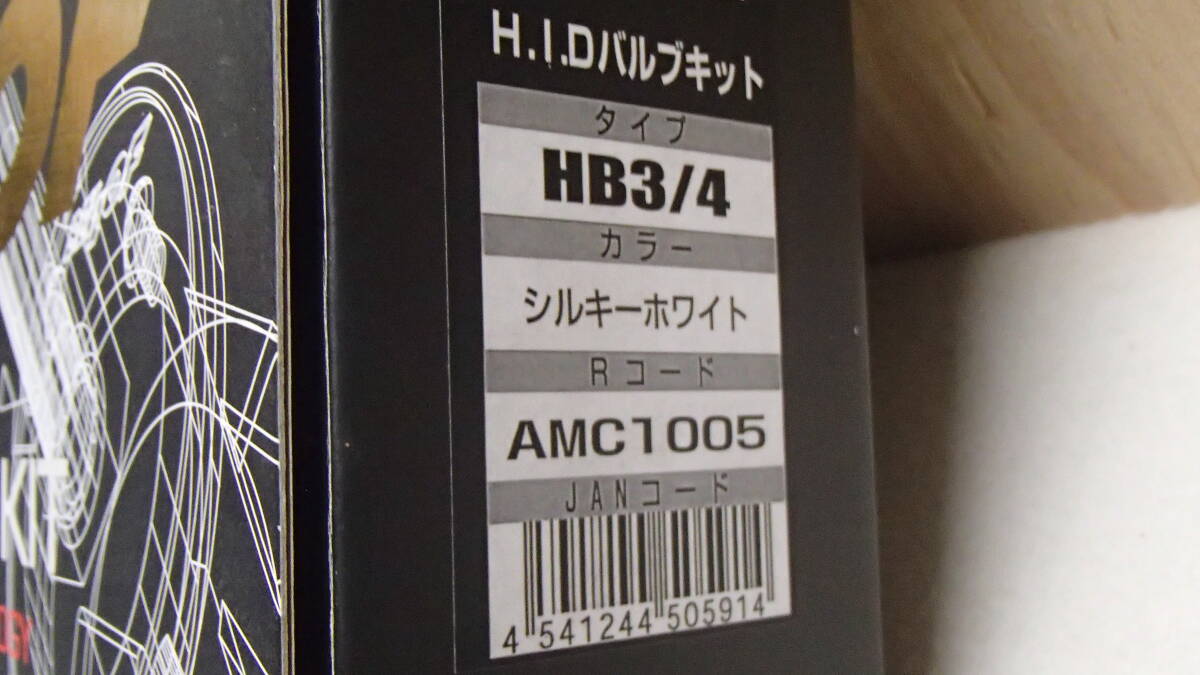 H.I.Dバルブキット
タイプ
HB3/4
カラー
シルキーホワイト
Rコード
AMC1005
JANコード
4 541244 505914
KIT